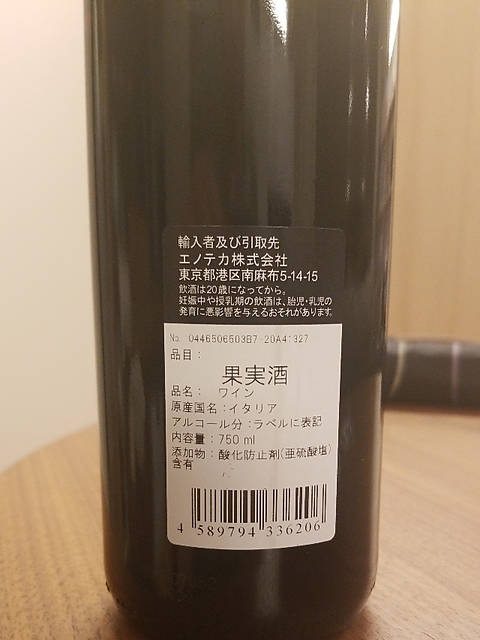 輸入者及び引取先
エノテカ株式会社
東京都港区南麻布5-14-15
飲酒は20歳になってから。
妊娠中や授乳期の飲酒は、胎児・乳児の
発育に悪影響を与えるおそれがあります。
No. 0446506503B7-20A41327
品目：
果実酒
品名： ワイン
原産国名：イタリア
アルコール分：ラベルに表記
内容量：750 ml
添加物：酸化防止剤(亜硫酸塩)
含有
4 589794 336206